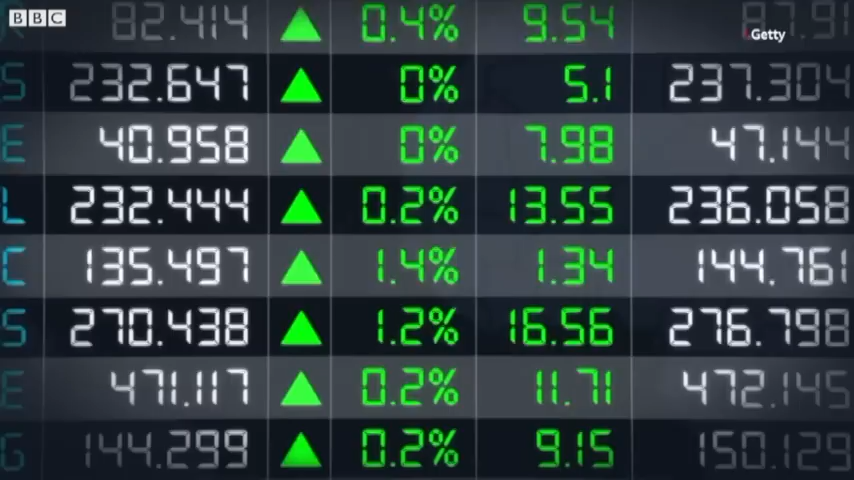 BBC
Getty
82.414 ▲ 0.4% 9.54 87.91
S 232.647 ▲ 0% 5.1 237.304
E 40.958 ▲ 0% 7.98 47.144
L 232.444 ▲ 0.2% 13.55 236.058
C 135.497 ▲ 1.4% 1.34 144.761
S 270.438 ▲ 1.2% 16.56 276.798
E 471.117 ▲ 0.2% 11.71 472.145
G 144.299 ▲ 0.2% 9.15 150.129